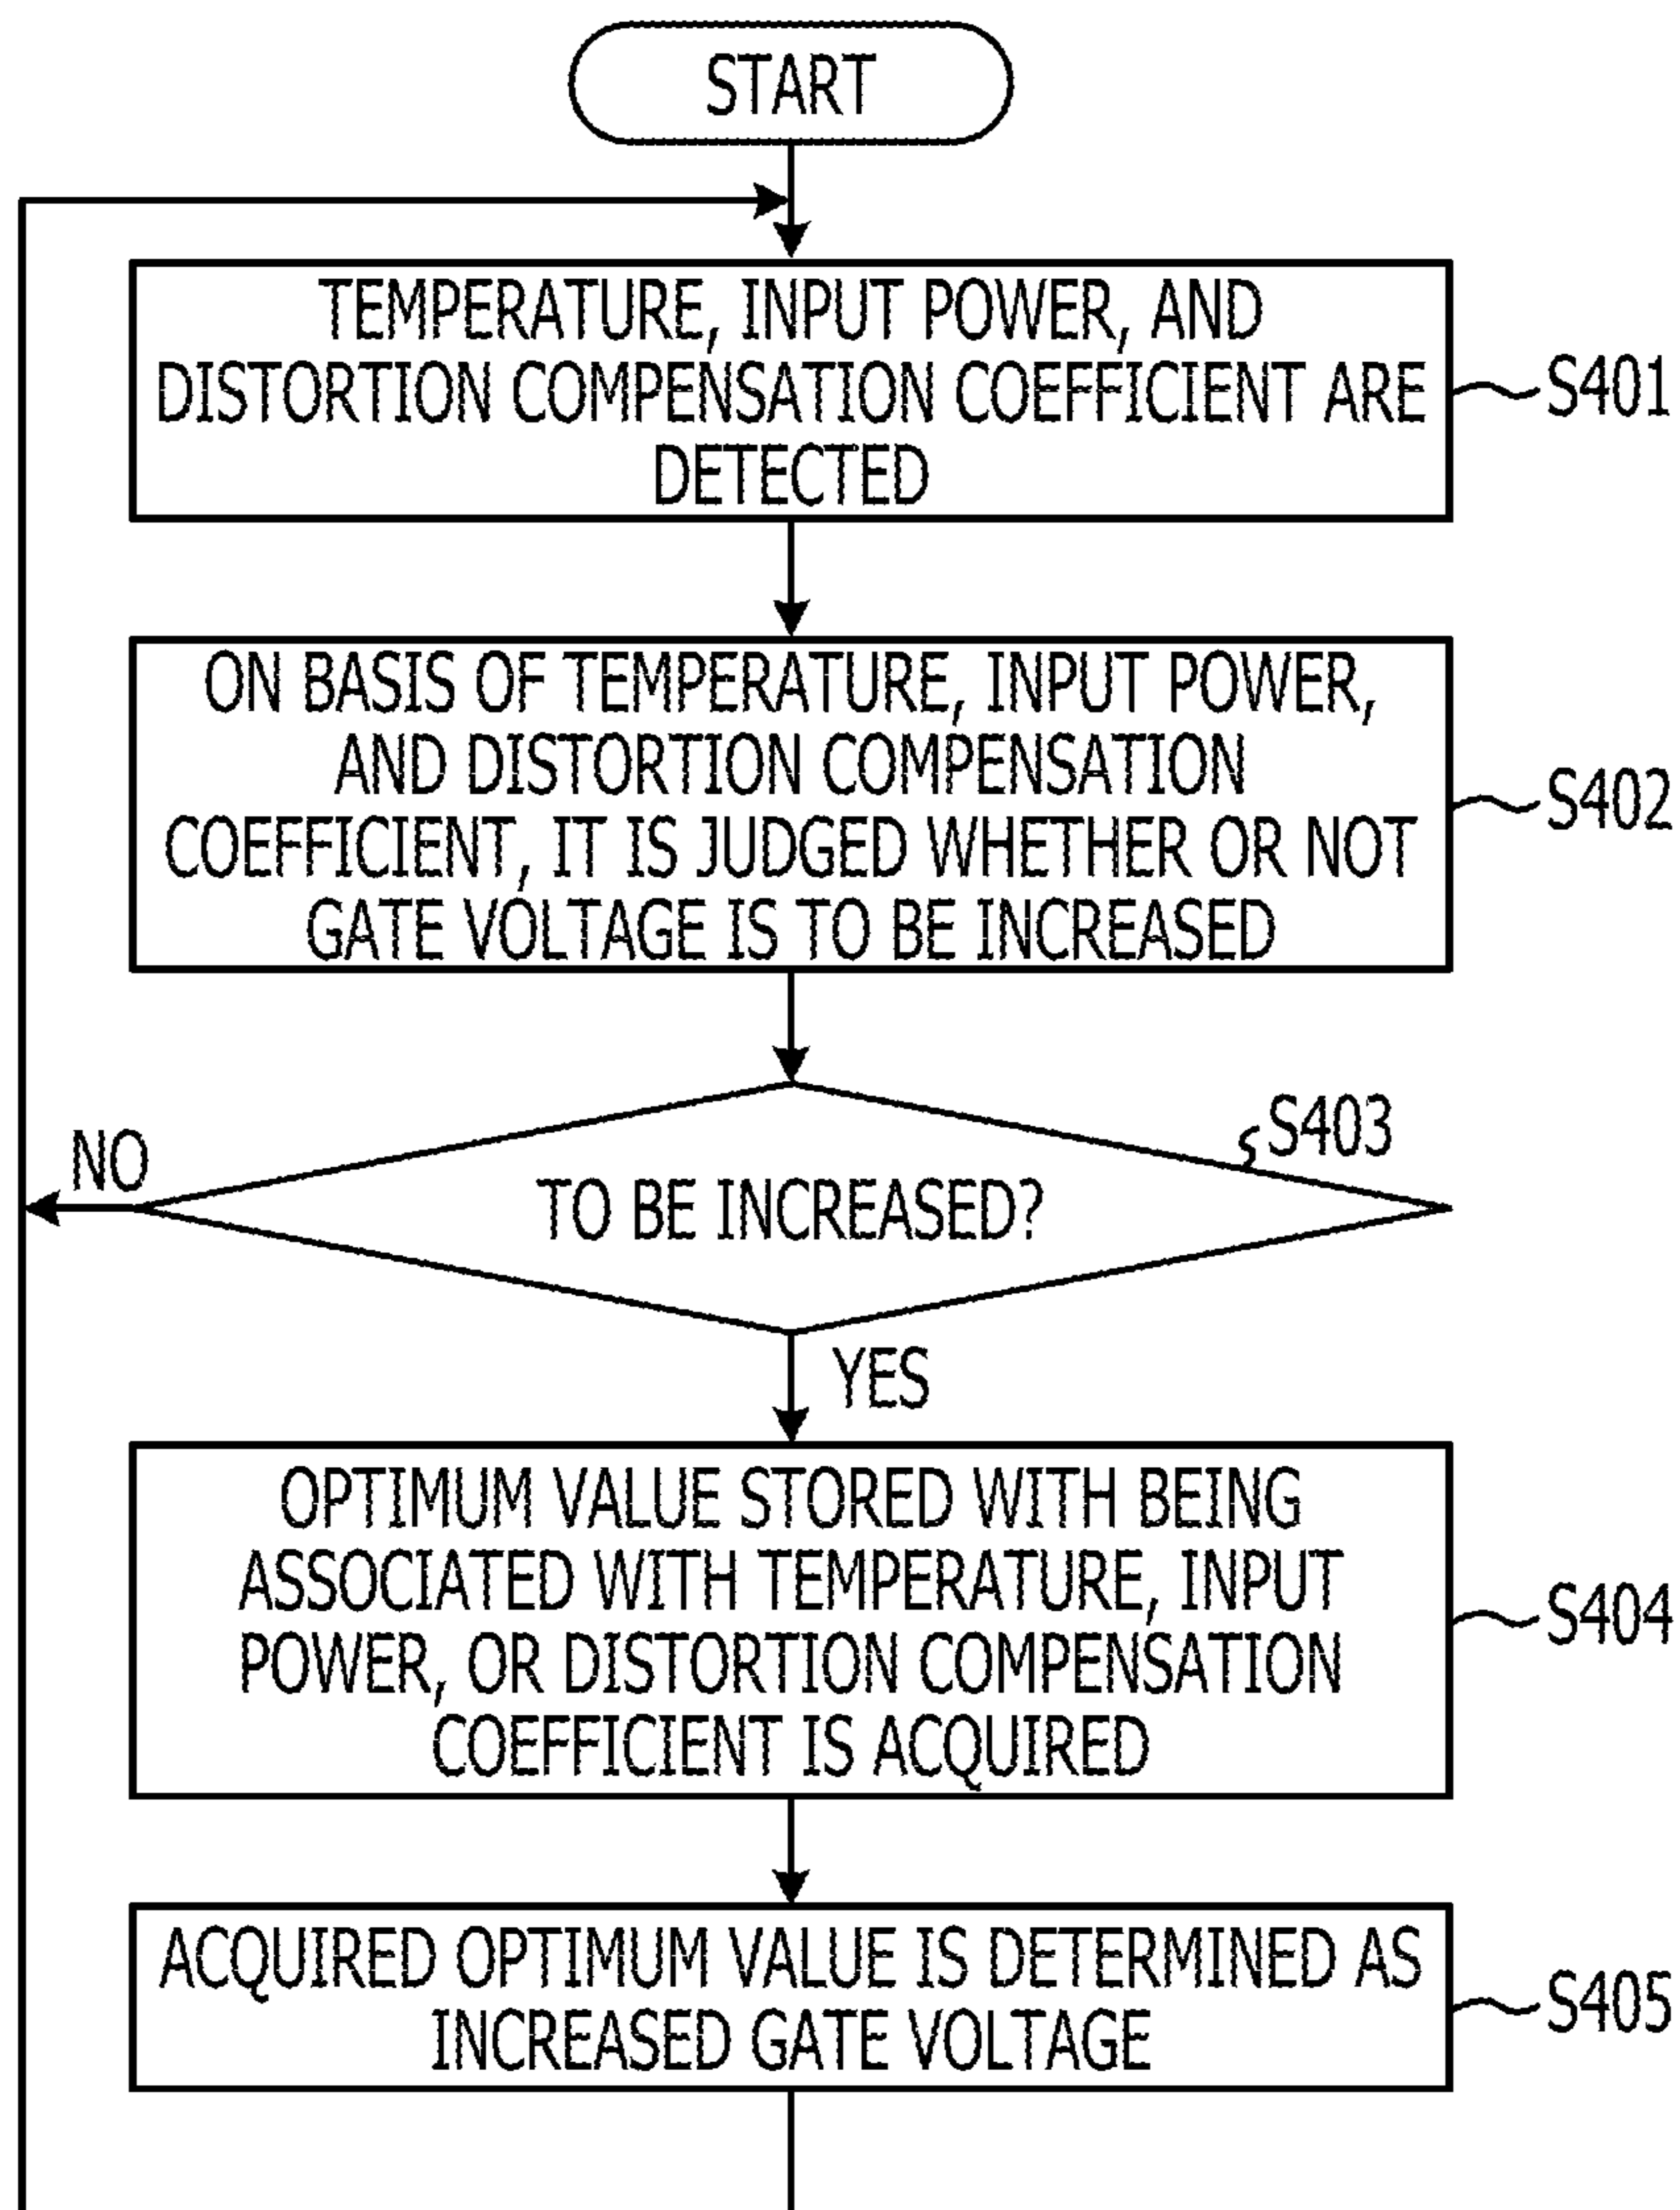 START
TEMPERATURE, INPUT POWER, AND
DISTORTION COMPENSATION COEFFICIENT ARE
DETECTED
S401
ON BASIS OF TEMPERATURE, INPUT POWER,
AND DISTORTION COMPENSATION
COEFFICIENT, IT IS JUDGED WHETHER OR NOT
GATE VOLTAGE IS TO BE INCREASED
S402
S403
NO
TO BE INCREASED?
YES
OPTIMUM VALUE STORED WITH BEING
ASSOCIATED WITH TEMPERATURE, INPUT
POWER, OR DISTORTION COMPENSATION
COEFFICIENT IS ACQUIRED
S404
ACQUIRED OPTIMUM VALUE IS DETERMINED AS
INCREASED GATE VOLTAGE
S405